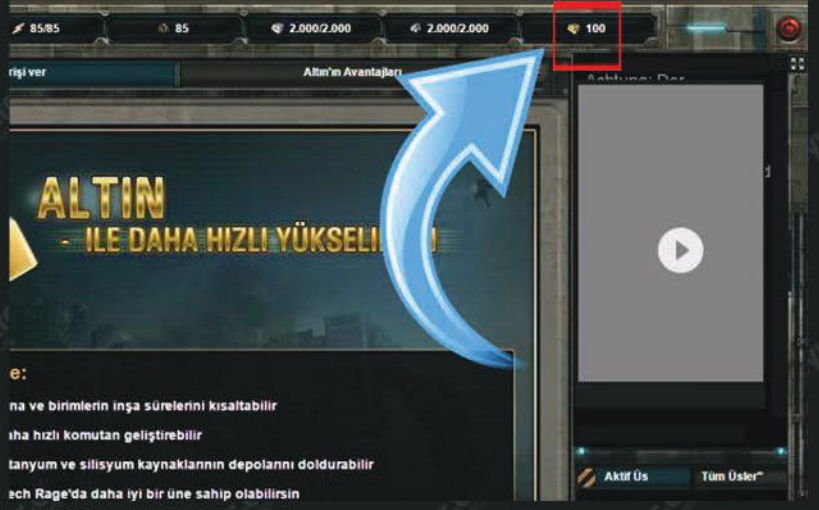 85/85 85 2.000/2.000 2.000/2.000 100
rişi ver Altın'ın Avantajları
Achtung: Der
ALTIN
- ILE DAHA HIZLI
e:
na ve birimlerin inşa sürelerini kısaltabilir
aha hızlı komutan geliştirebilir
tanyum ve silisyum kaynaklarının depolarını doldurabilir
ech Rage'da daha iyi bir üne sahip olabilirsin
Aktif Üs Tüm Üsler"